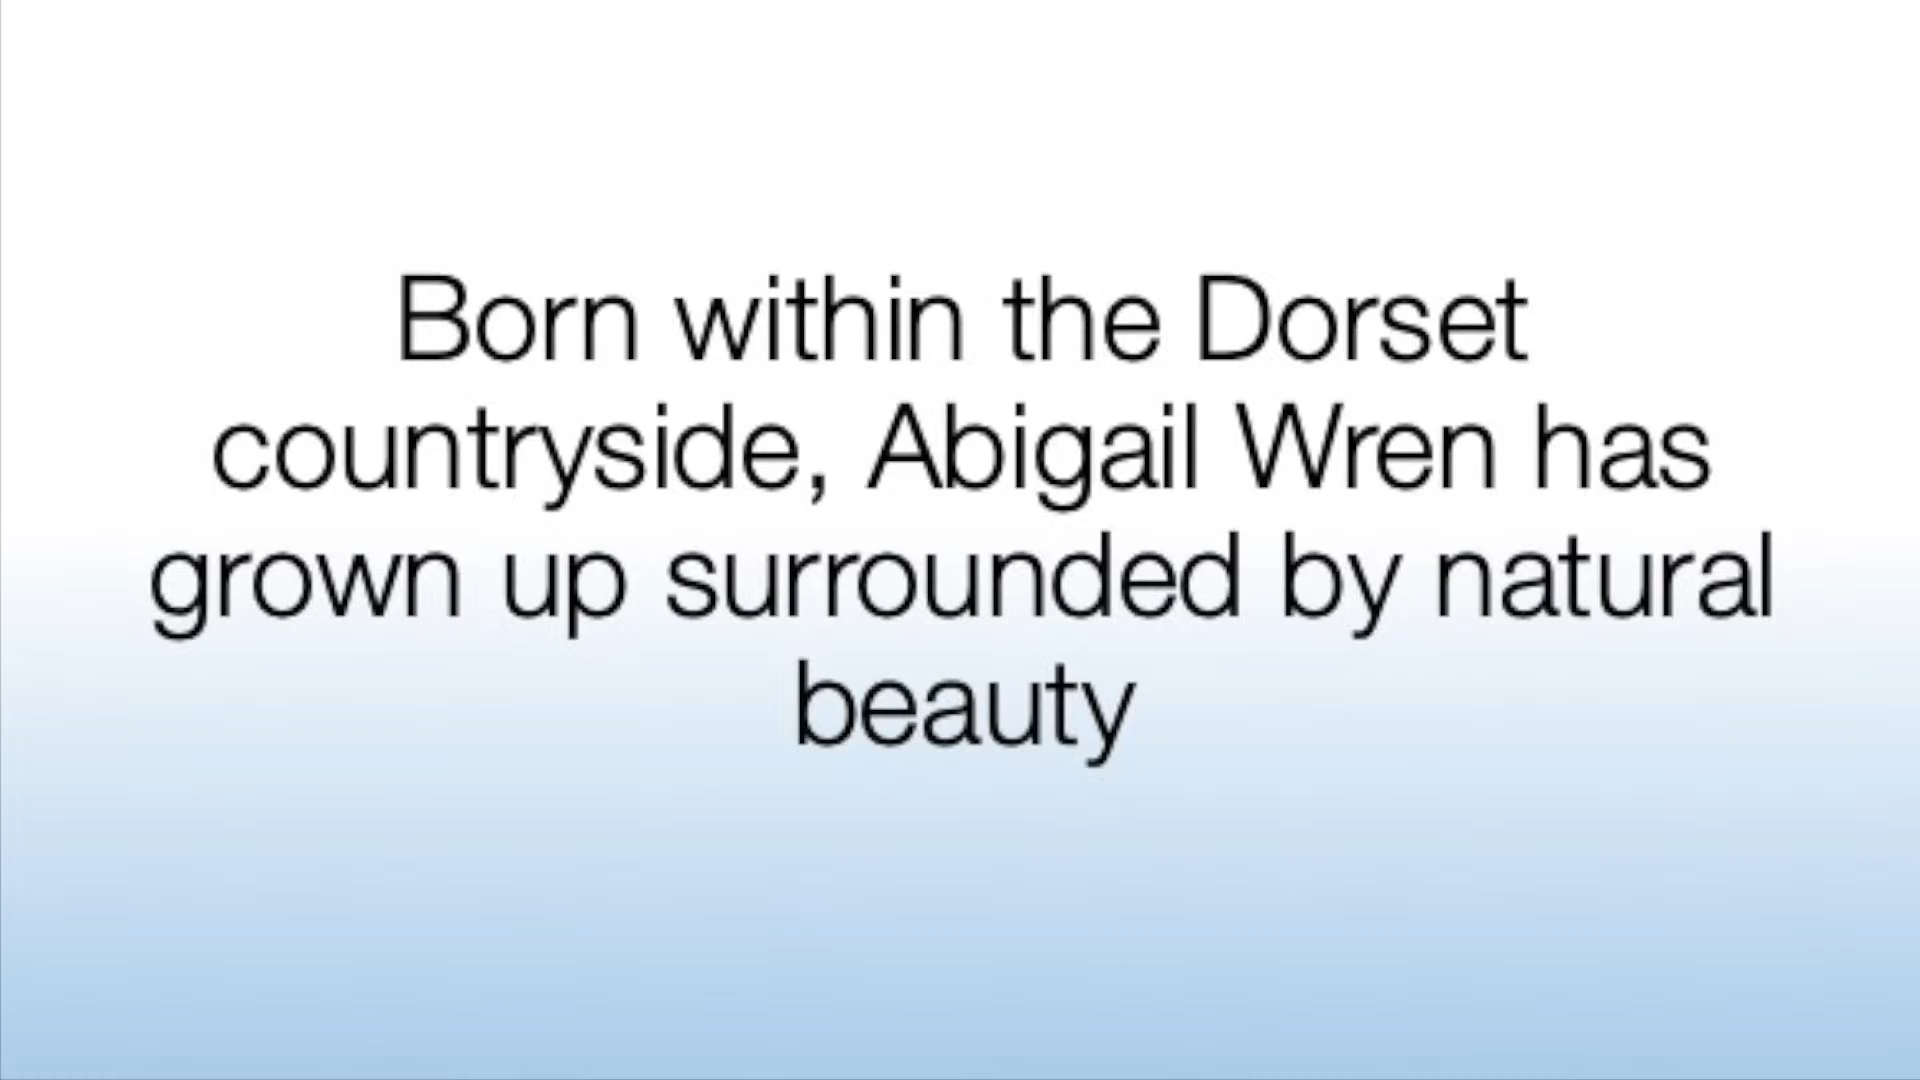 Born within the Dorset
countryside, Abigail Wren has
grown up surrounded by natural
beauty